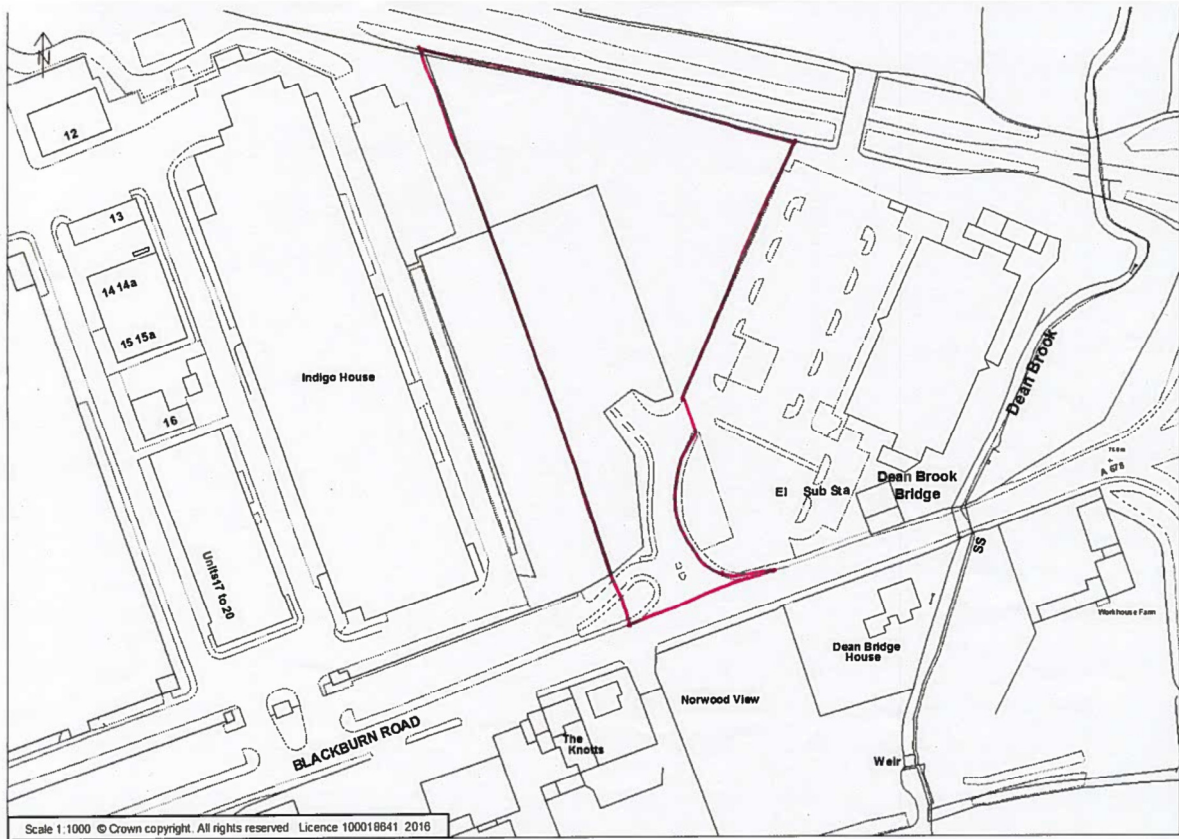 N
12
13
14 14a
15 15a
16
Indigo House
Units 17 to 20
El Sub Sta
Dean Brook
Bridge
Dean Brook
A 678
SS
Workhouse Farm
Dean Bridge
House
Norwood View
The
Knotts
Weir
BLACKBURN ROAD
Scale 1:1000 © Crown copyright. All rights reserved Licence 100018641 2016